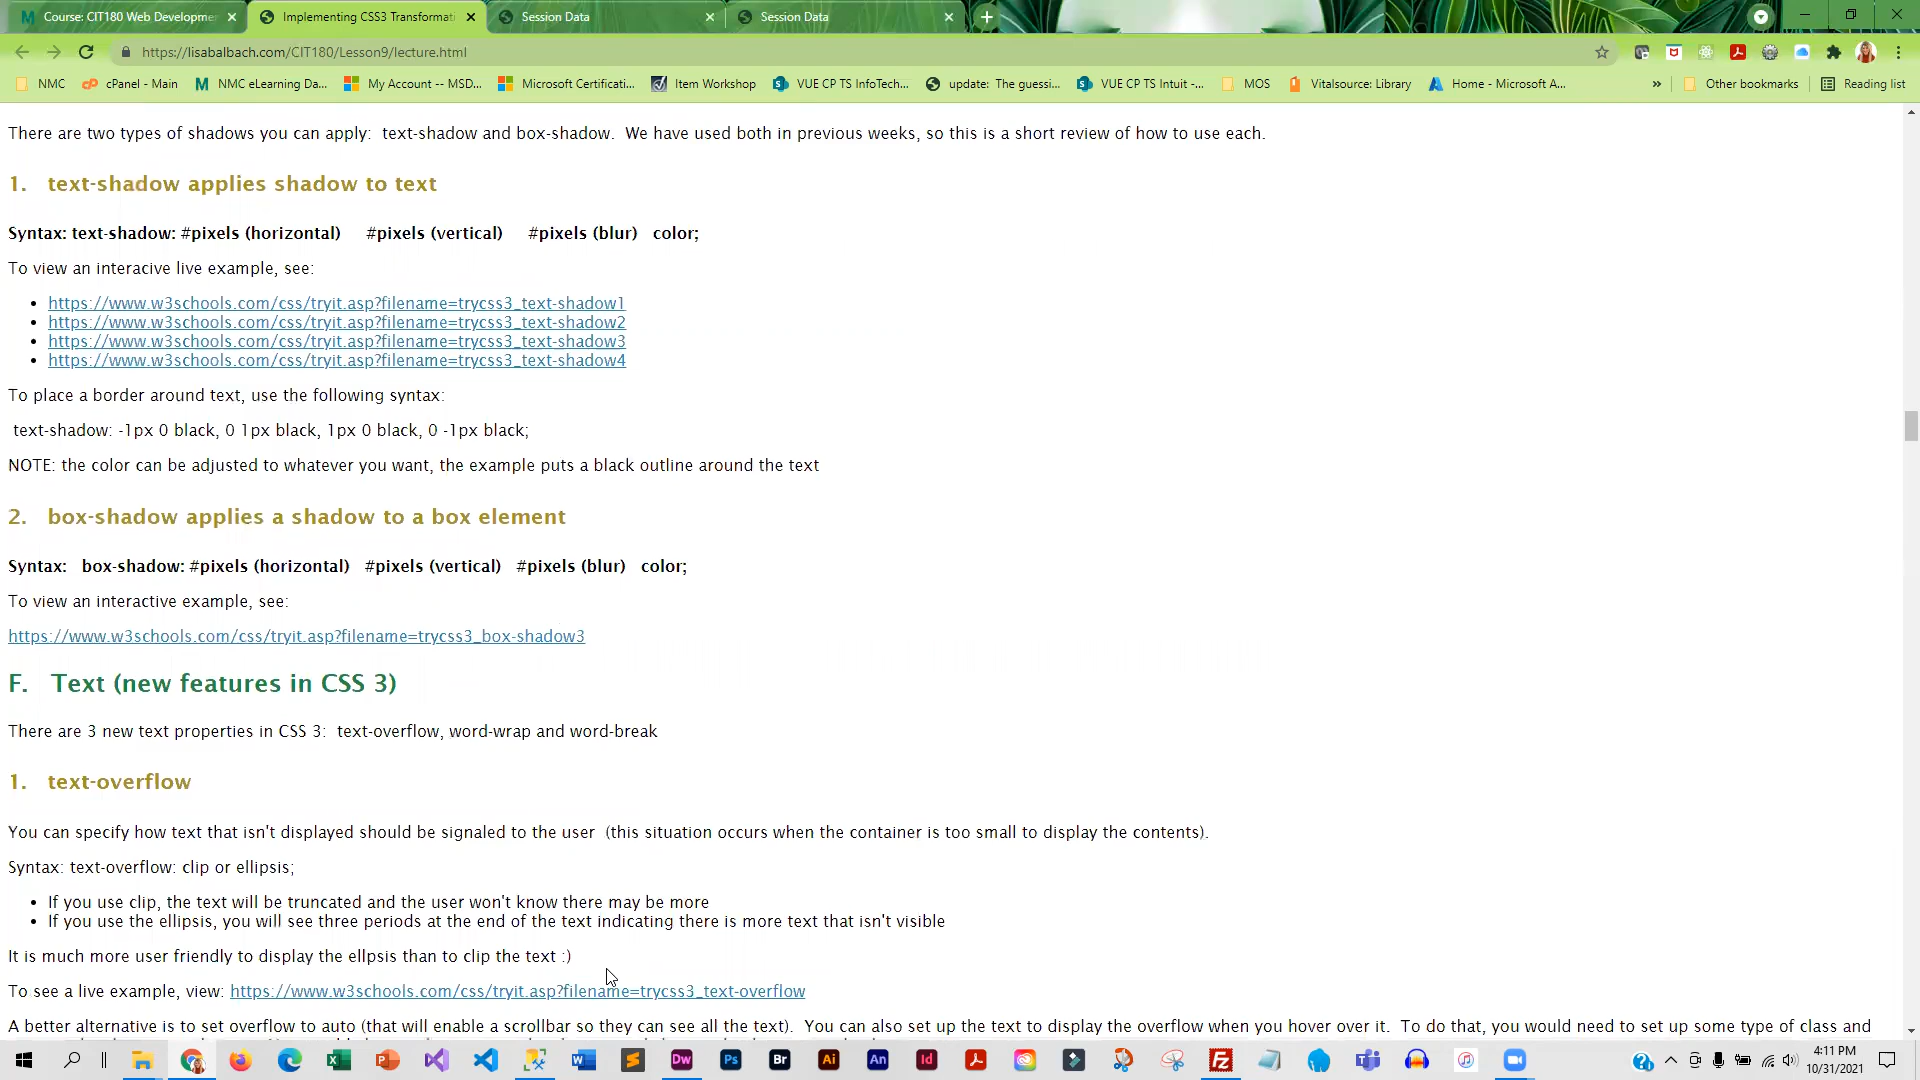 Course: CIT180 Web Developme
Implementing CSS3 Transformati
Session Data
Session Data
https://lisabalbach.com/CIT180/Lesson9/lecture.html
NMC
cPanel - Main
NMC eLearning Da...
My Account -- MSD...
Microsoft Certificati...
Item Workshop
VUE CP TS InfoTech...
update: The guessi...
VUE CP TS Intuit -...
MOS
Vitalsource: Library
Home - Microsoft A...
»
Other bookmarks
Reading list
There are two types of shadows you can apply:  text-shadow and box-shadow.  We have used both in previous weeks, so this is a short review of how to use each.
1.   text-shadow applies shadow to text
Syntax: text-shadow: #pixels (horizontal)     #pixels (vertical)     #pixels (blur)   color;
To view an interacive live example, see:
• https://www.w3schools.com/css/tryit.asp?filename=trycss3_text-shadow1
• https://www.w3schools.com/css/tryit.asp?filename=trycss3_text-shadow2
• https://www.w3schools.com/css/tryit.asp?filename=trycss3_text-shadow3
• https://www.w3schools.com/css/tryit.asp?filename=trycss3_text-shadow4
To place a border around text, use the following syntax:
text-shadow: -1px 0 black, 0 1px black, 1px 0 black, 0 -1px black;
NOTE: the color can be adjusted to whatever you want, the example puts a black outline around the text
2.   box-shadow applies a shadow to a box element
Syntax:   box-shadow: #pixels (horizontal)   #pixels (vertical)   #pixels (blur)   color;
To view an interactive example, see:
https://www.w3schools.com/css/tryit.asp?filename=trycss3_box-shadow3
F.   Text (new features in CSS 3)
There are 3 new text properties in CSS 3:  text-overflow, word-wrap and word-break
1.   text-overflow
You can specify how text that isn't displayed should be signaled to the user  (this situation occurs when the container is too small to display the contents).
Syntax: text-overflow: clip or ellipsis;
• If you use clip, the text will be truncated and the user won't know there may be more
• If you use the ellipsis, you will see three periods at the end of the text indicating there is more text that isn't visible
It is much more user friendly to display the ellpsis than to clip the text :)
To see a live example, view: https://www.w3schools.com/css/tryit.asp?filename=trycss3_text-overflow
A better alternative is to set overflow to auto (that will enable a scrollbar so they can see all the text).  You can also set up the text to display the overflow when you hover over it.  To do that, you would need to set up some type of class and
Dw
Ps
Br
Ai
An
Id
Fz
4:11 PM
10/31/2021